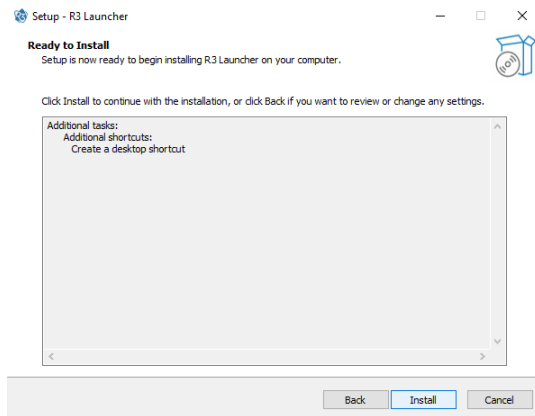 Setup - R3 Launcher
Ready to Install
Setup is now ready to begin installing R3 Launcher on your computer.
Click Install to continue with the installation, or click Back if you want to review or change any settings.
Additional tasks:
Additional shortcuts:
Create a desktop shortcut
Back Install Cancel